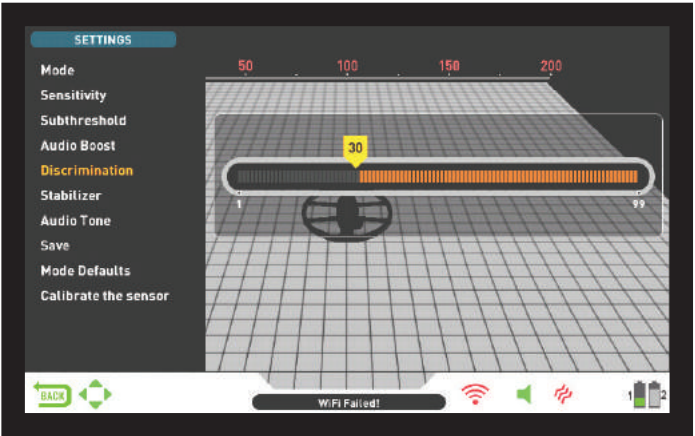 SETTINGS
Mode
Sensitivity
Subthreshold
Audio Boost
Discrimination
Stabilizer
Audio Tone
Save
Mode Defaults
Calibrate the sensor
50 100 150 200
30
1 99
BACK
WiFi Failed!
1 2